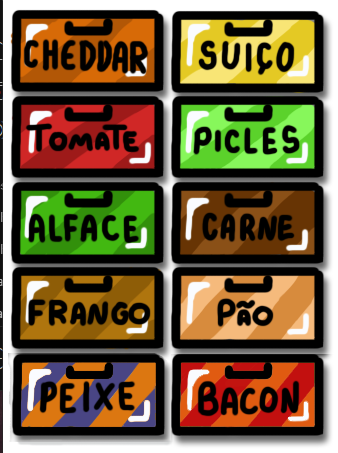 CHEDDAR
SUIÇO
TOMATE
PICLES
ALFACE
CARNE
FRANGO
PÃO
PEIXE
BACON